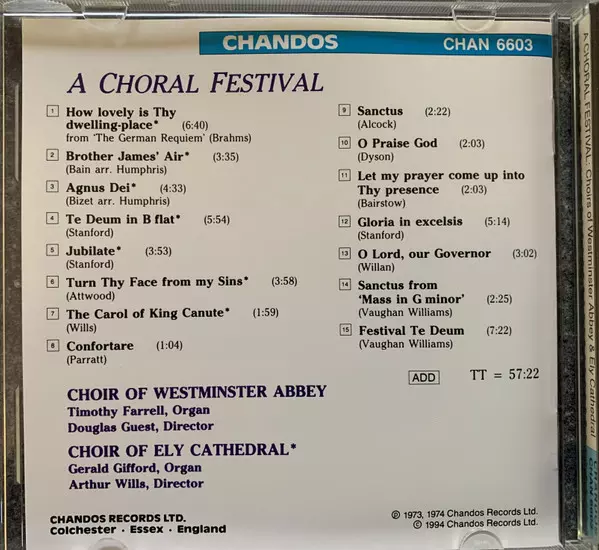 CHANDOS
CHAN 6603
A CHORAL FESTIVAL
1 How lovely is Thy
dwelling-place* (6:40)
from 'The German Requiem' (Brahms)
2 Brother James' Air* (3:35)
(Bain arr. Humphris)
3 Agnus Dei* (4:33)
(Bizet arr. Humphris)
4 Te Deum in B flat* (5:54)
(Stanford)
5 Jubilate* (3:53)
(Stanford)
6 Turn Thy Face from my Sins* (3:58)
(Attwood)
7 The Carol of King Canute* (1:59)
(Wills)
8 Confortare (1:04)
(Parratt)
9 Sanctus (2:22)
(Alcock)
10 O Praise God (2:03)
(Dyson)
11 Let my prayer come up into
Thy presence (2:03)
(Bairstow)
12 Gloria in excelsis (5:14)
(Stanford)
13 O Lord, our Governor (3:02)
(Willan)
14 Sanctus from
'Mass in G minor' (2:25)
(Vaughan Williams)
15 Festival Te Deum (7:22)
(Vaughan Williams)
ADD TT = 57:22
CHOIR OF WESTMINSTER ABBEY
Timothy Farrell, Organ
Douglas Guest, Director
CHOIR OF ELY CATHEDRAL*
Gerald Gifford, Organ
Arthur Wills, Director
CHANDOS RECORDS LTD.
Colchester · Essex · England
℗ 1973, 1974 Chandos Records Ltd.
© 1994 Chandos Records Ltd.
A CHORAL FESTIVAL: Choirs of Westminster Abbey & Ely Cathedral